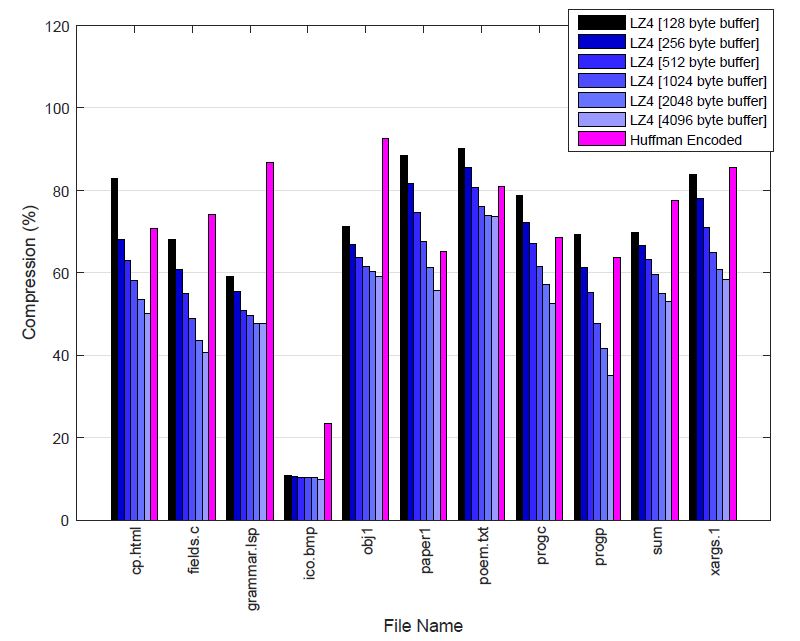 120
100
80
60
40
20
0
Compression (%)
LZ4 [128 byte buffer]
LZ4 [256 byte buffer]
LZ4 [512 byte buffer]
LZ4 [1024 byte buffer]
LZ4 [2048 byte buffer]
LZ4 [4096 byte buffer]
Huffman Encoded
cp.html
fields.c
grammar.lsp
ico.bmp
obj1
paper1
poem.txt
progc
progp
sum
xargs.1
File Name